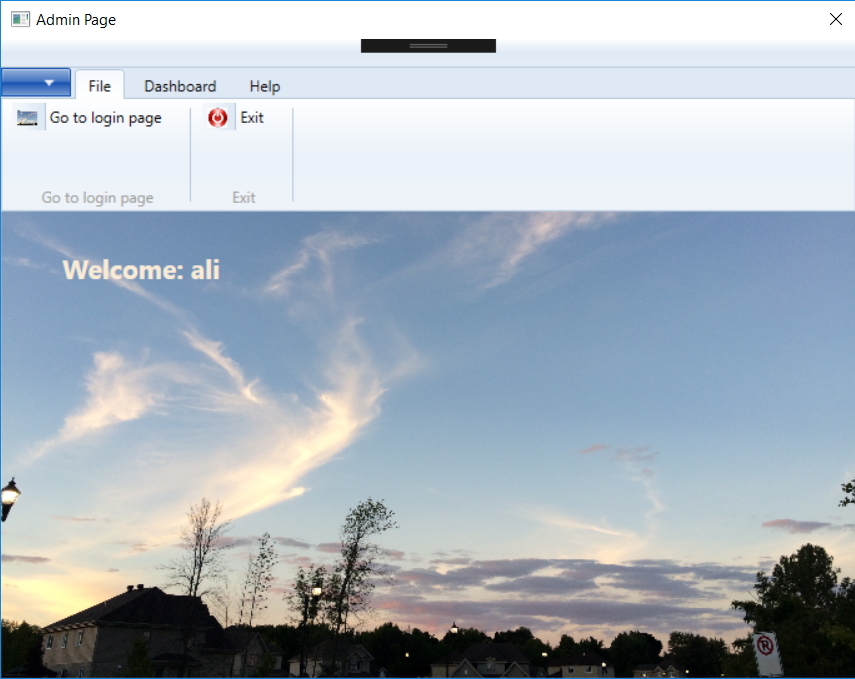 Admin Page
File Dashboard Help
Go to login page Exit
Go to login page Exit
Welcome: ali
R